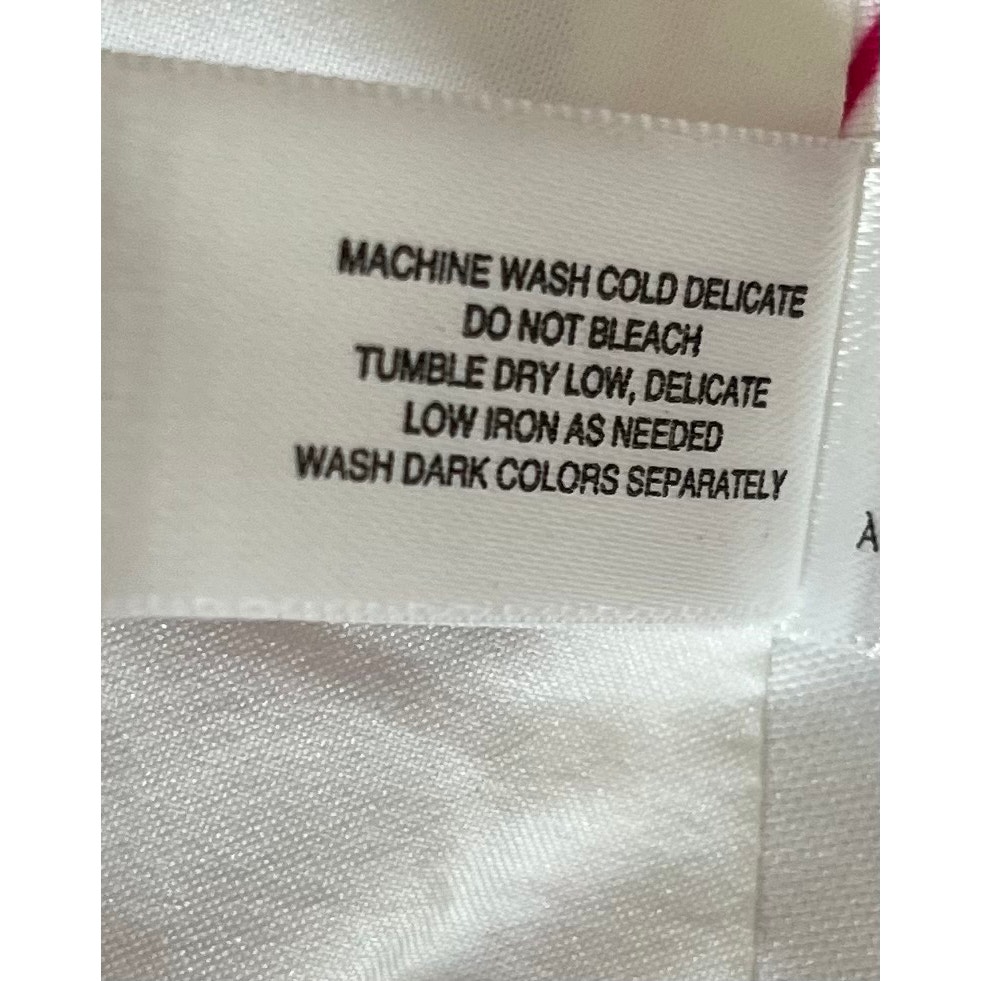 MACHINE WASH COLD DELICATE
DO NOT BLEACH
TUMBLE DRY LOW, DELICATE
LOW IRON AS NEEDED
WASH DARK COLORS SEPARATELY
A